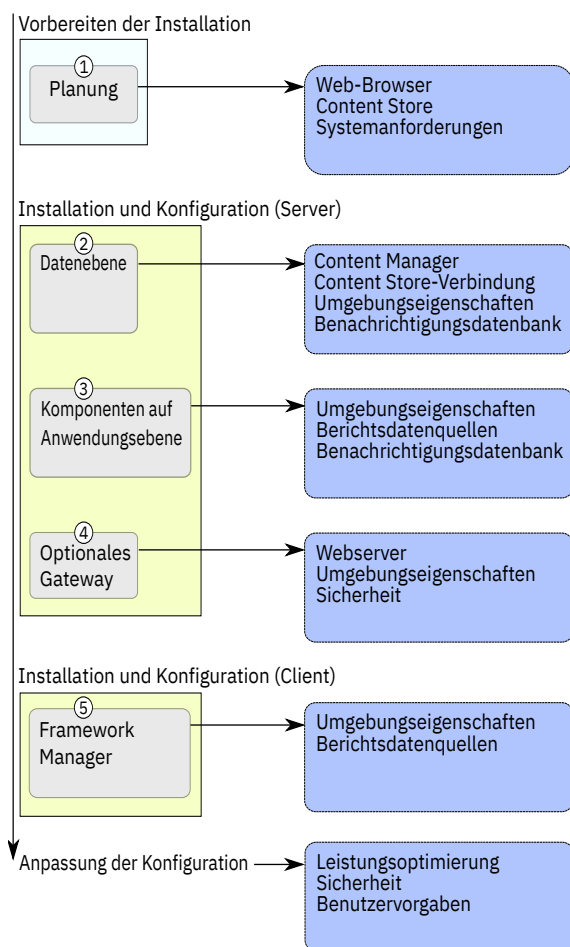 Vorbereiten der Installation
1
Planung
Web-Browser
Content Store
Systemanforderungen
Installation und Konfiguration (Server)
2
Datenebene
Content Manager
Content Store-Verbindung
Umgebungseigenschaften
Benachrichtigungsdatenbank
3
Komponenten auf
Anwendungsebene
Umgebungseigenschaften
Berichtsdatenquellen
Benachrichtigungsdatenbank
4
Optionales
Gateway
Webserver
Umgebungseigenschaften
Sicherheit
Installation und Konfiguration (Client)
5
Framework
Manager
Umgebungseigenschaften
Berichtsdatenquellen
Anpassung der Konfiguration
Leistungsoptimierung
Sicherheit
Benutzervorgaben